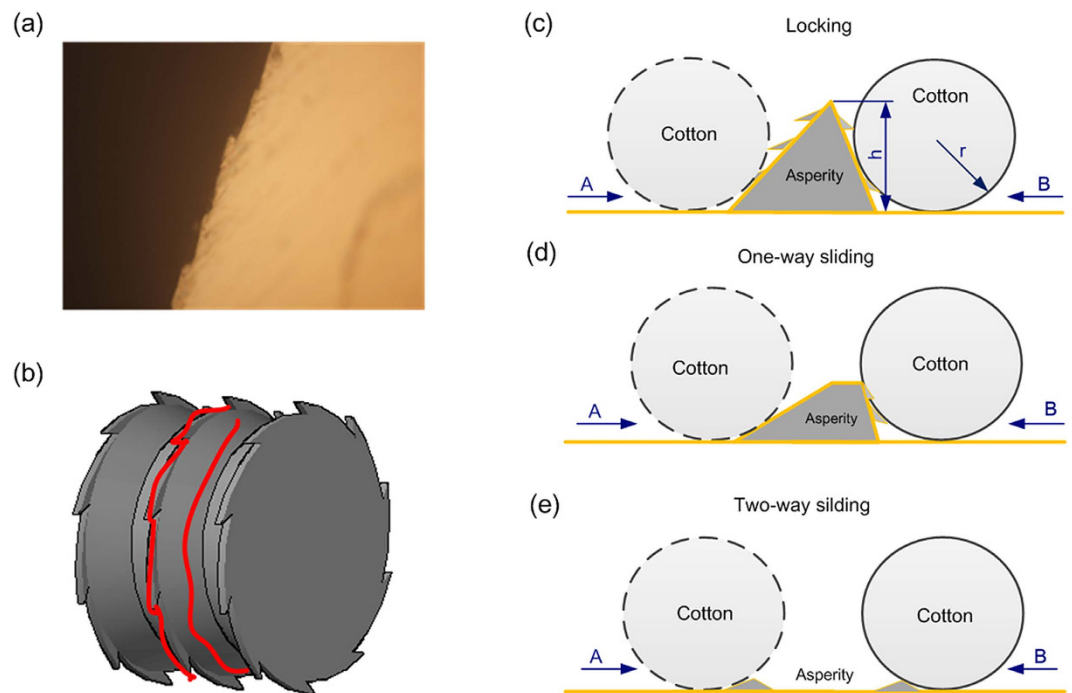 (a)
(b)
(c)
Locking
Cotton
Cotton
h
r
Asperity
A
B
(d)
One-way sliding
Cotton
Cotton
Asperity
A
B
(e)
Two-way silding
Cotton
Cotton
Asperity
A
B